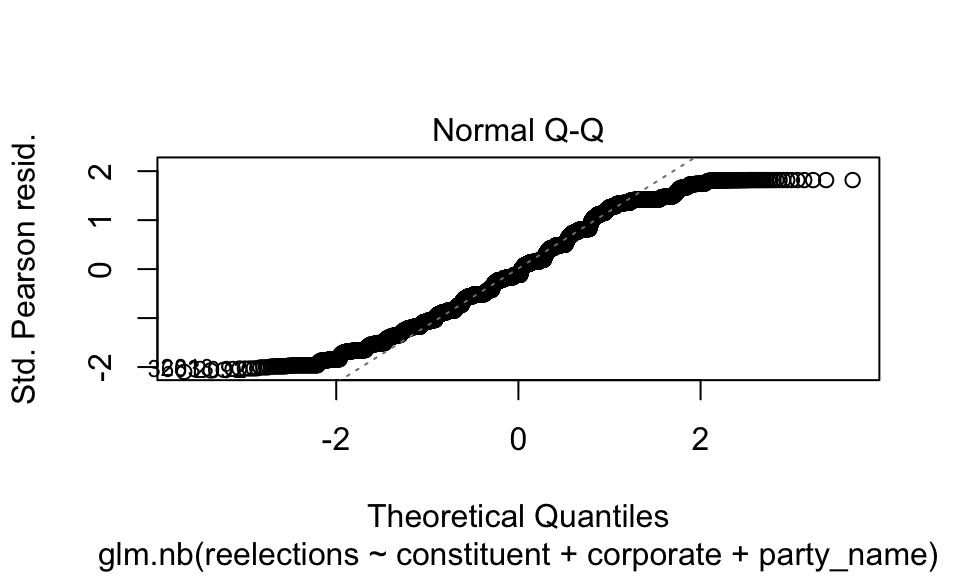 Normal Q-Q
Std. Pearson resid.
2
1
0
-2
-2 0 2
Theoretical Quantiles
glm.nb(reelections ~ constituent + corporate + party_name)